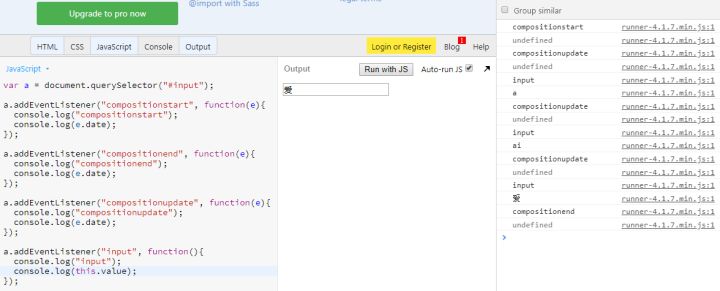 Upgrade to pro now
@import with Sass
HTML CSS JavaScript Console Output
Login or Register Blog 1 Help
JavaScript
var a = document.querySelector("#input");
a.addEventListener("compositionstart", function(e){
console.log("compositionstart");
console.log(e.date);
});
a.addEventListener("compositionend", function(e){
console.log("compositionend");
console.log(e.date);
});
a.addEventListener("compositionupdate", function(e){
console.log("compositionupdate");
console.log(e.date);
});
a.addEventListener("input", function(){
console.log("input");
console.log(this.value);
});
Output Run with JS Auto-run JS
爱
Group similar
compositionstart runner-4.1.7.min.js:1
undefined runner-4.1.7.min.js:1
compositionupdate runner-4.1.7.min.js:1
undefined runner-4.1.7.min.js:1
input runner-4.1.7.min.js:1
a runner-4.1.7.min.js:1
compositionupdate runner-4.1.7.min.js:1
undefined runner-4.1.7.min.js:1
input runner-4.1.7.min.js:1
ai runner-4.1.7.min.js:1
compositionupdate runner-4.1.7.min.js:1
undefined runner-4.1.7.min.js:1
input runner-4.1.7.min.js:1
爱 runner-4.1.7.min.js:1
compositionend runner-4.1.7.min.js:1
undefined runner-4.1.7.min.js:1